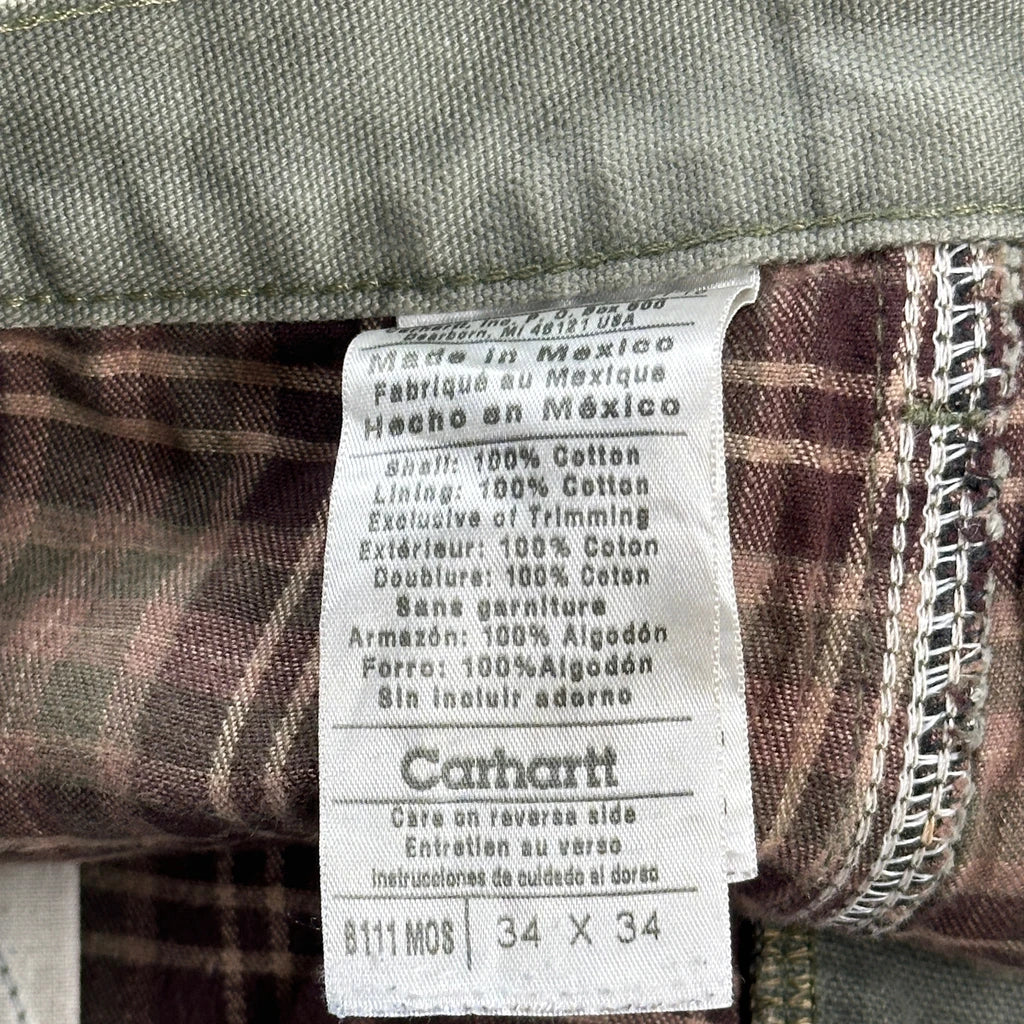 Dearborn, MI 48121 USA
Made in Mexico
Fabriqué au Mexique
Hecho en México
Shell: 100% Cotton
Lining: 100% Cotton
Exclusive of Trimming
Extérieur: 100% Coton
Doublure: 100% Coton
Sans garniture
Armazón: 100% Algodón
Forro: 100%Algodón
Sin incluir adorno
Carhartt
Care on reverse side
Entretien au verso
Instrucciones de cuidado al dorso
B111 MOS 34 X 34